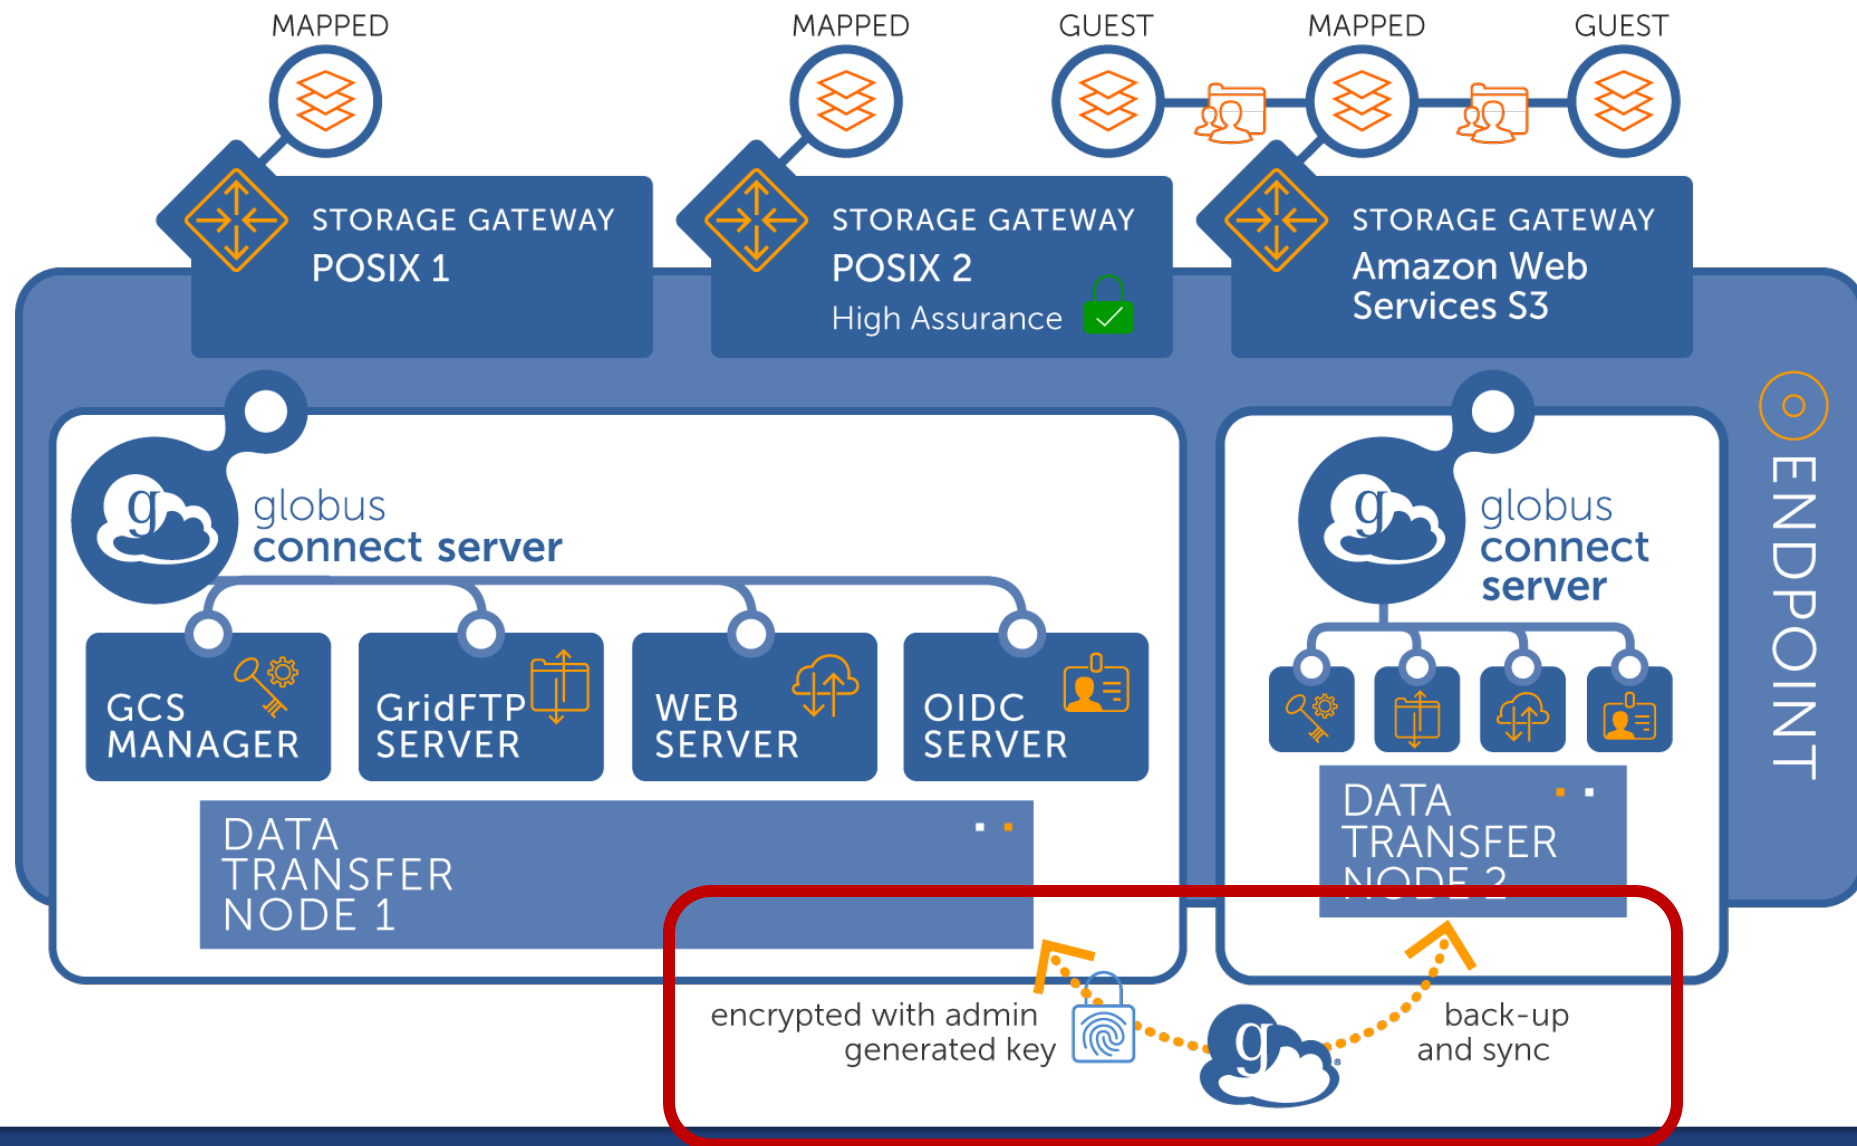 MAPPED
MAPPED
GUEST
MAPPED
GUEST
STORAGE GATEWAY
POSIX 1
STORAGE GATEWAY
POSIX 2
High Assurance
STORAGE GATEWAY
Amazon Web
Services S3
ENDPOINT
g
globus
connect server
g
globus
connect
server
GCS
MANAGER
GridFTP
SERVER
WEB
SERVER
OIDC
SERVER
DATA
TRANSFER
NODE 1
DATA
TRANSFER
NODE 2
encrypted with admin
generated key
g
®
back-up
and sync